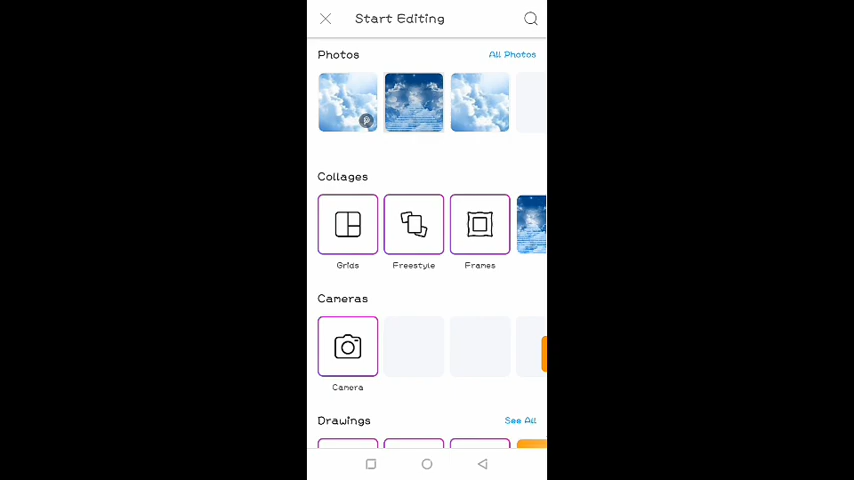 Start Editing
Photos
All Photos
Collages
Grids
Freestyle
Frames
Cameras
Camera
Drawings
See All